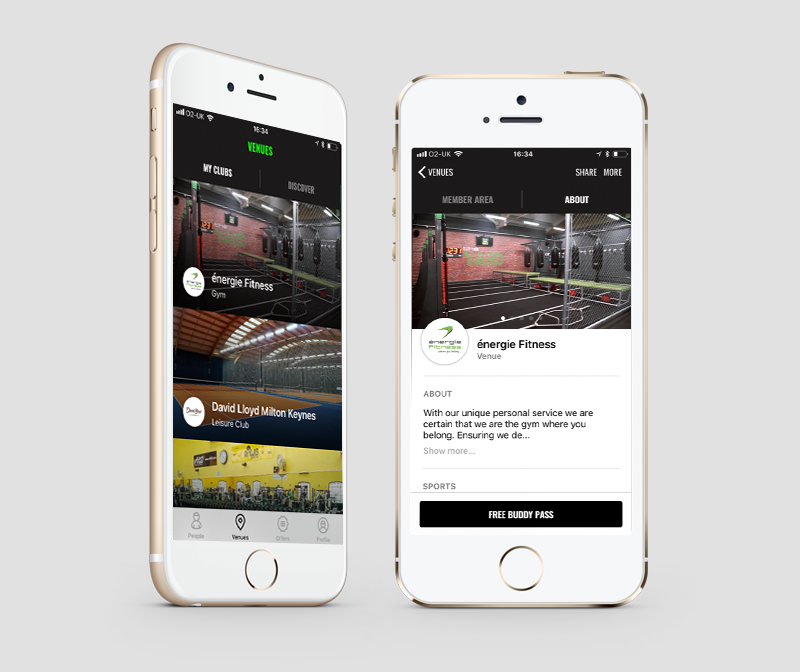 O2-UK
16:34
VENUES
MY CLUBS
DISCOVER
énergie Fitness
Gym
David Lloyd Milton Keynes
Leisure Club
People
Venues
Offers
Profile
O2-UK
16:34
VENUES
SHARE
MORE
MEMBER AREA
ABOUT
énergie
Fitness
énergie Fitness
Venue
ABOUT
With our unique personal service we are
certain that we are the gym where you
belong. Ensuring we de...
Show more...
SPORTS
FREE BUDDY PASS